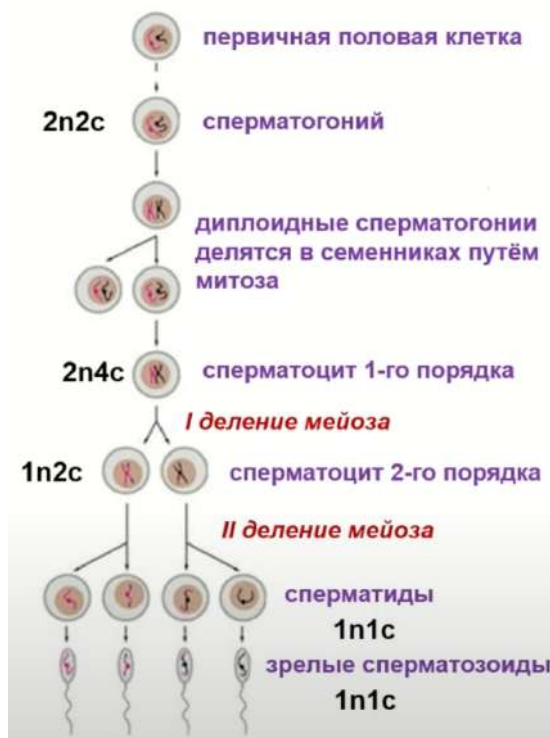 первичная половая клетка
2n2c
сперматогоний
диплоидные сперматогонии
делятся в семенниках путём
митоза
2n4c
сперматоцит 1-го порядка
I деление мейоза
1n2c
сперматоцит 2-го порядка
II деление мейоза
сперматиды
1n1c
зрелые сперматозоиды
1n1c